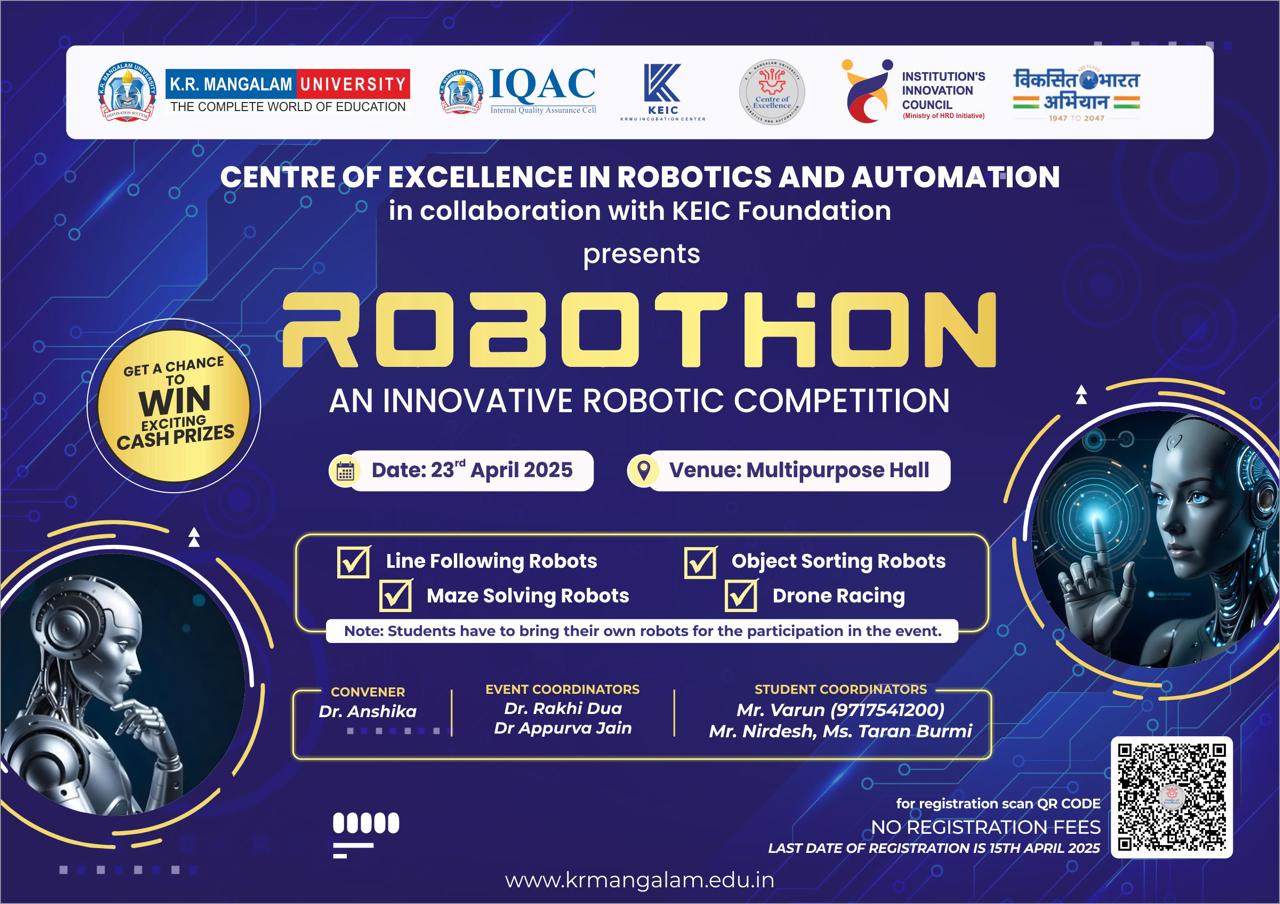 K.R. MANGALAM UNIVERSITY
THE COMPLETE WORLD OF EDUCATION
IQAC
Internal Quality Assurance Cell
KEIC
KRMU INCUBATION CENTER
Centre of
Excellence
INSTITUTION'S
INNOVATION
COUNCIL
(Ministry of HRD Initiative)
विकसित भारत
अभियान
1947 TO 2047
CENTRE OF EXCELLENCE IN ROBOTICS AND AUTOMATION
in collaboration with KEIC Foundation
presents
ROBOTHON
AN INNOVATIVE ROBOTIC COMPETITION
GET A CHANCE
TO
WIN
EXCITING
CASH PRIZES
Date: 23rd April 2025
Venue: Multipurpose Hall
Line Following Robots
Object Sorting Robots
Maze Solving Robots
Drone Racing
Note: Students have to bring their own robots for the participation in the event.
CONVENER
Dr. Anshika
EVENT COORDINATORS
Dr. Rakhi Dua
Dr Appurva Jain
STUDENT COORDINATORS
Mr. Varun (9717541200)
Mr. Nirdesh, Ms. Taran Burmi
for registration scan QR CODE
NO REGISTRATION FEES
LAST DATE OF REGISTRATION IS 15TH APRIL 2025
www.krmangalam.edu.in